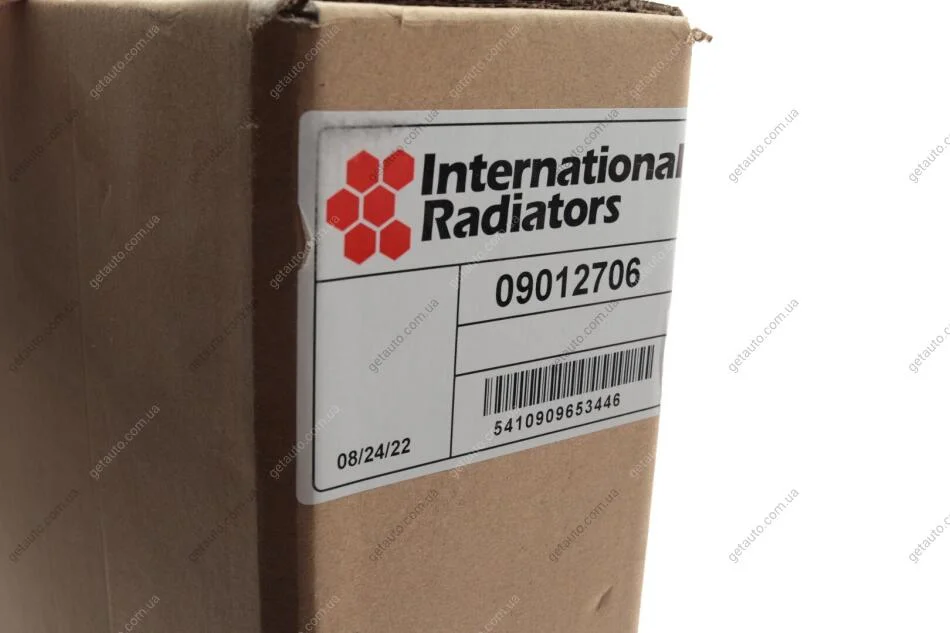 International
Radiators
09012706
5410909653446
08/24/22
getauto.com.ua